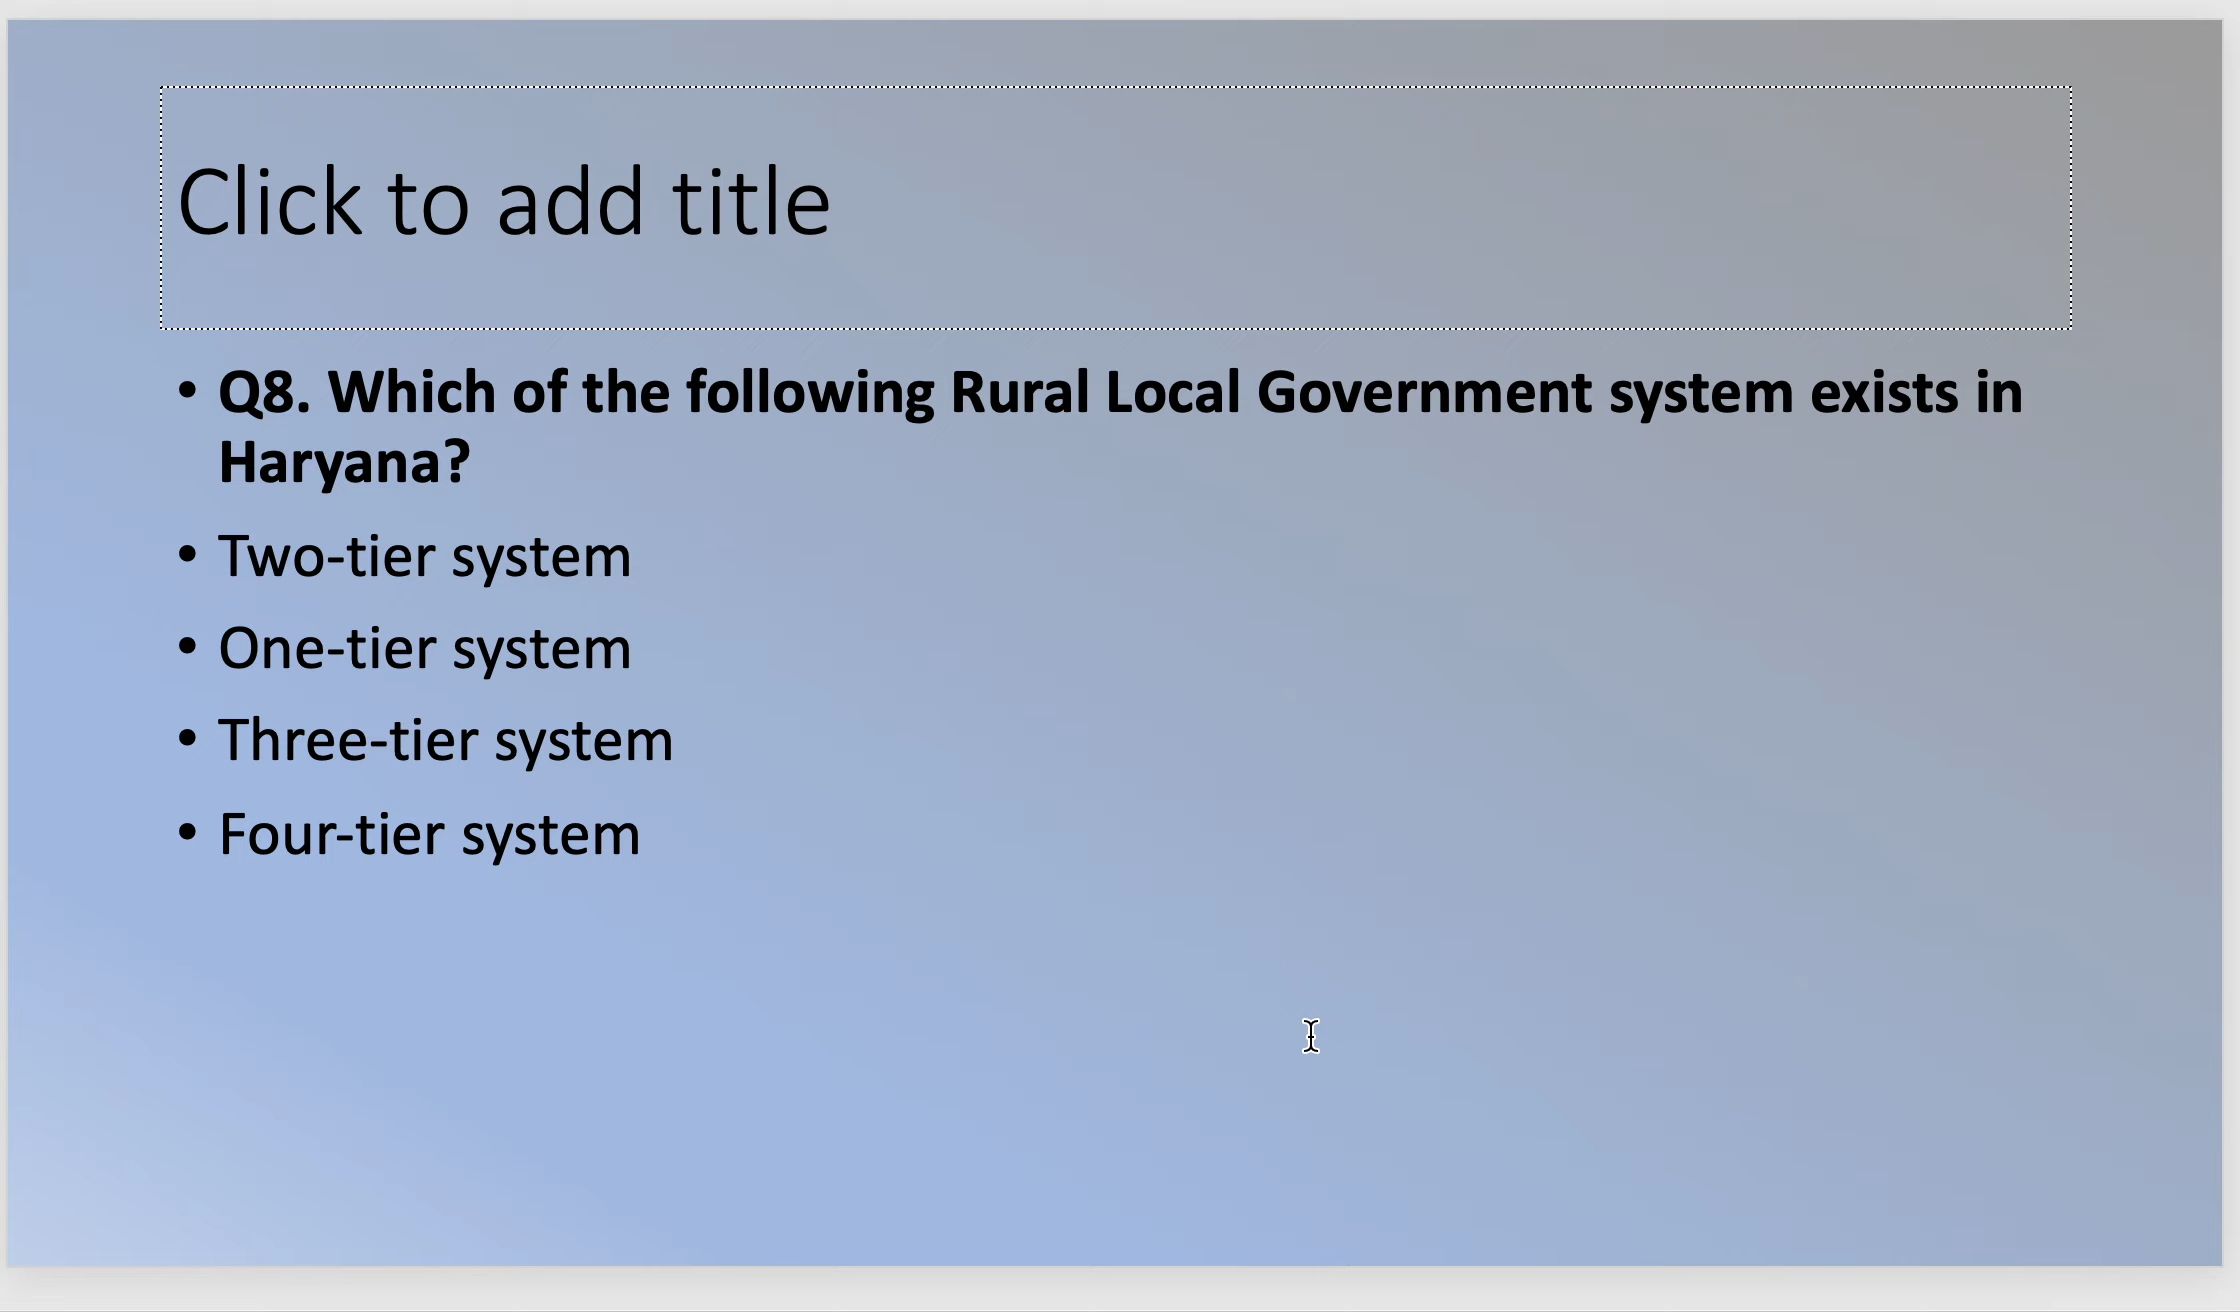 Click to add title
• Q8. Which of the following Rural Local Government system exists in
Haryana?
• Two-tier system
• One-tier system
• Three-tier system
• Four-tier system